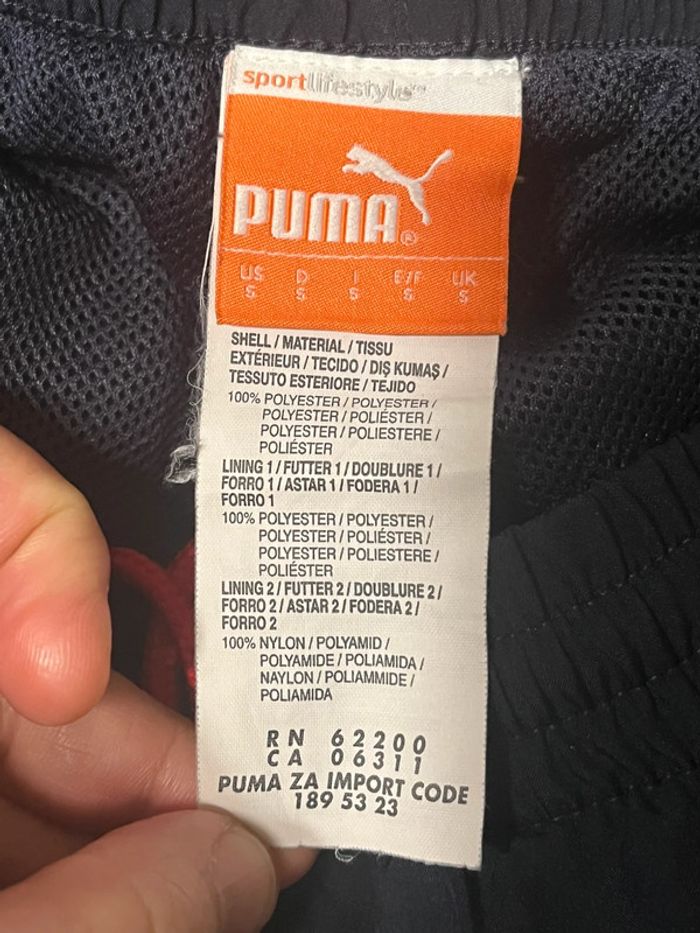 sportlifestyle™
PUMA®
US D I E/F UK
S S S S S
SHELL / MATERIAL / TISSU
EXTÉRIEUR / TECIDO / DIŞ KUMAŞ /
TESSUTO ESTERIORE / TEJIDO
100% POLYESTER / POLYESTER /
POLYESTER / POLIÉSTER /
POLYESTER / POLIESTERE /
POLIÉSTER
LINING 1 / FUTTER 1 / DOUBLURE 1 /
FORRO 1 / ASTAR 1 / FODERA 1 /
FORRO 1
100% POLYESTER / POLYESTER /
POLYESTER / POLIÉSTER /
POLYESTER / POLIESTERE /
POLIÉSTER
LINING 2 / FUTTER 2 / DOUBLURE 2 /
FORRO 2 / ASTAR 2 / FODERA 2 /
FORRO 2
100% NYLON / POLYAMID /
POLYAMIDE / POLIAMIDA /
NAYLON / POLIAMMIDE /
POLIAMIDA
RN 62200
CA 06311
PUMA ZA IMPORT CODE
189 53 23